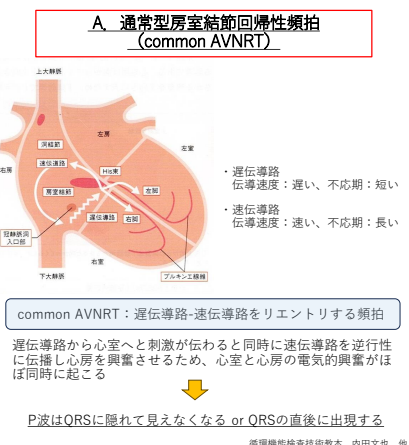 A．通常型房室結節回帰性頻拍
（common AVNRT）
上大静脈
左房
洞結節
左室
速伝導路
His束
右房
房室結節
左脚
遅伝導路
右脚
冠静脈洞
入口部
右室
下大静脈
プルキンエ線維
・遅伝導路
伝導速度：遅い、不応期：短い
・速伝導路
伝導速度：速い、不応期：長い
common AVNRT：遅伝導路-速伝導路をリエントリする頻拍
遅伝導路から心室へと刺激が伝わると同時に速伝導路を逆行性
に伝播し心房を興奮させるため、心室と心房の電気的興奮がほ
ぼ同時に起こる
P波はQRSに隠れて見えなくなる or QRSの直後に出現する
循環機能検査技術教本 内田文也 他